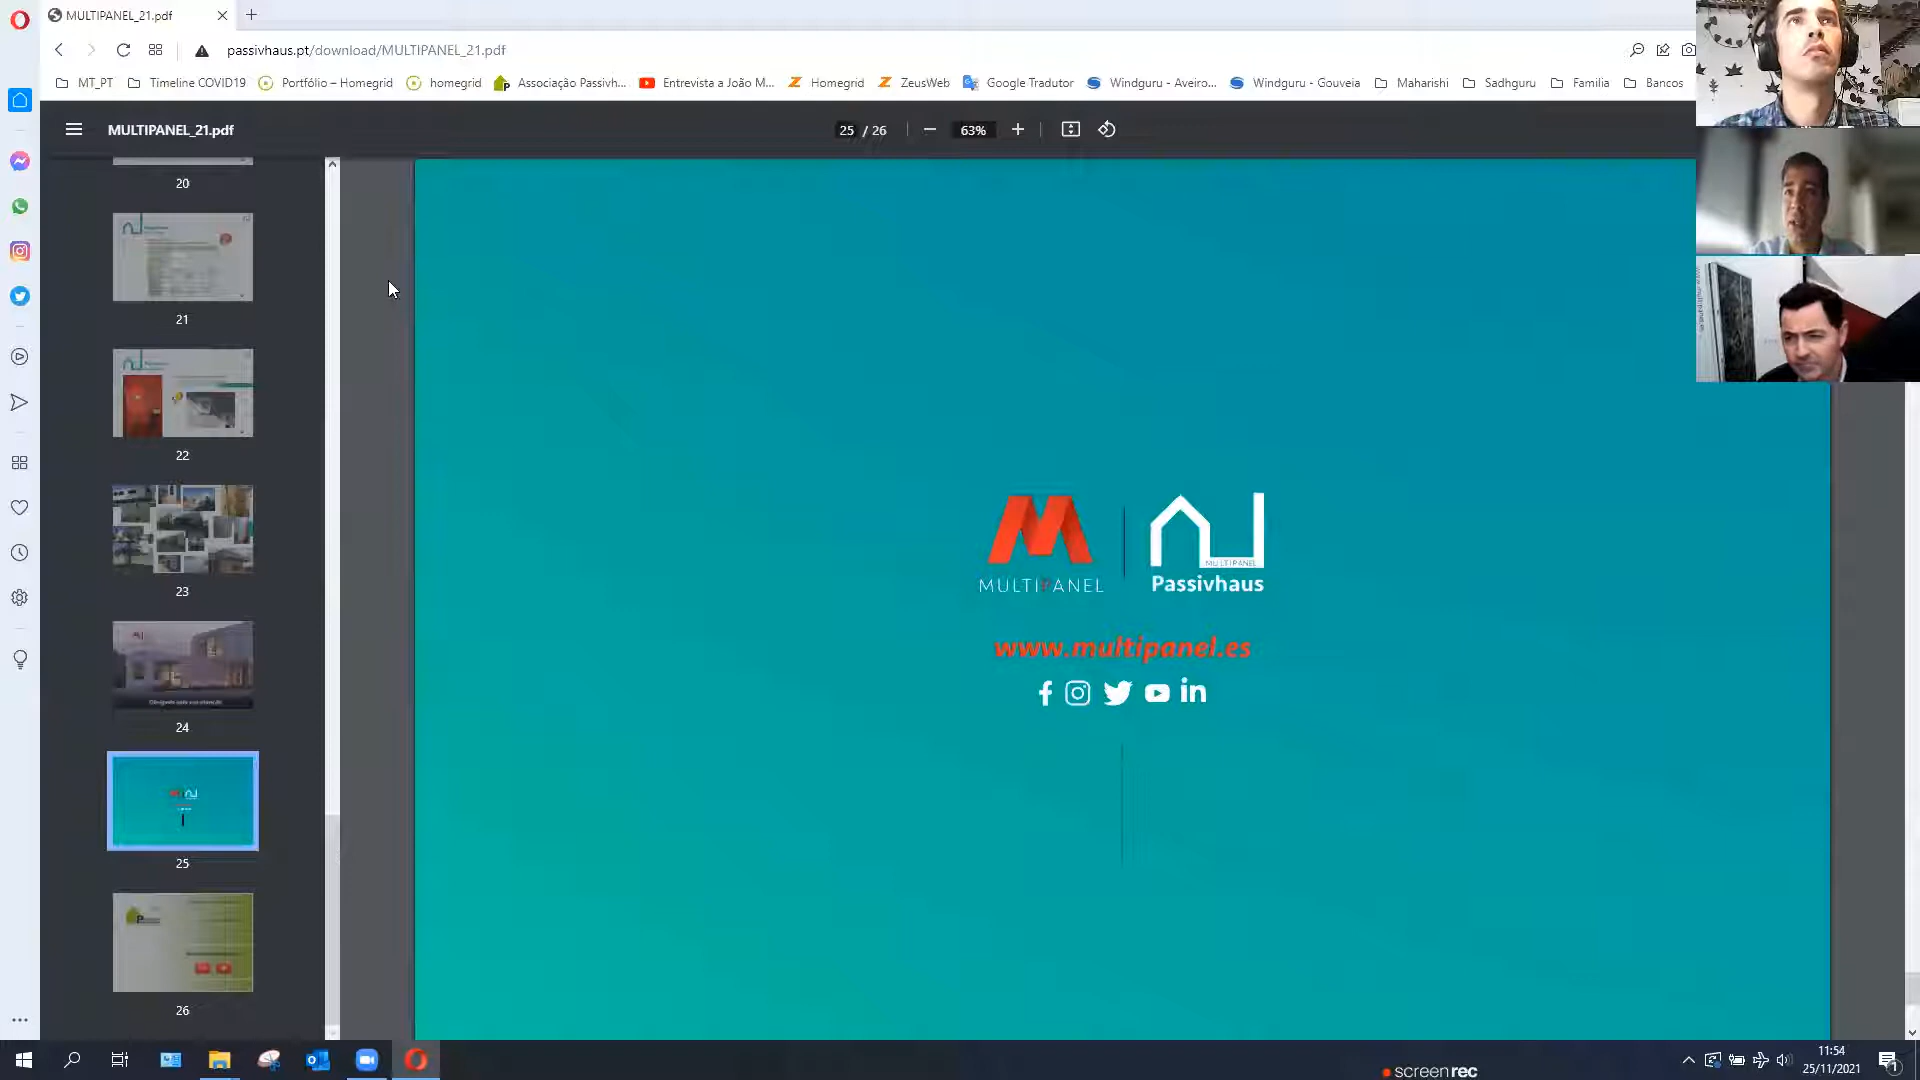 MULTIPANEL_21.pdf
passivhaus.pt/download/MULTIPANEL_21.pdf
MT_PT
Timeline COVID19
Portfólio – Homegrid
homegrid
Associação Passivh...
Entrevista a João M...
Homegrid
ZeusWeb
Google Tradutor
Windguru - Aveiro...
Windguru - Gouveia
Maharishi
Sadhguru
Familia
Bancos
MULTIPANEL_21.pdf
25 / 26
63%
20
21
22
23
24
25
26
MULTIPANEL
MULTIPANEL
Passivhaus
www.multipanel.es
11:54
25/11/2021
screenrec